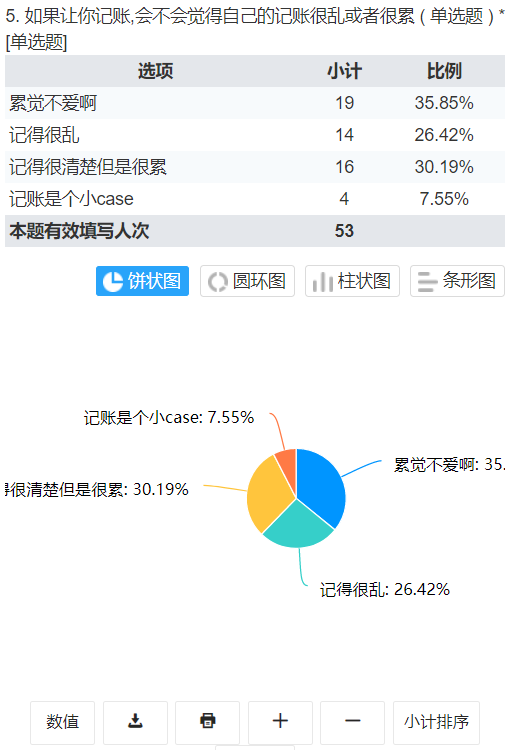 5. 如果让你记账,会不会觉得自己的记账很乱或者很累 ( 单选题 ) *
[单选题]
选项 小计 比例
累觉不爱啊 19 35.85%
记得很乱 14 26.42%
记得很清楚但是很累 16 30.19%
记账是个小case 4 7.55%
本题有效填写人次 53
饼状图 圆环图 柱状图 条形图
记账是个小case: 7.55%
累觉不爱啊: 35.
得很清楚但是很累: 30.19%
记得很乱: 26.42%
数值 小计排序